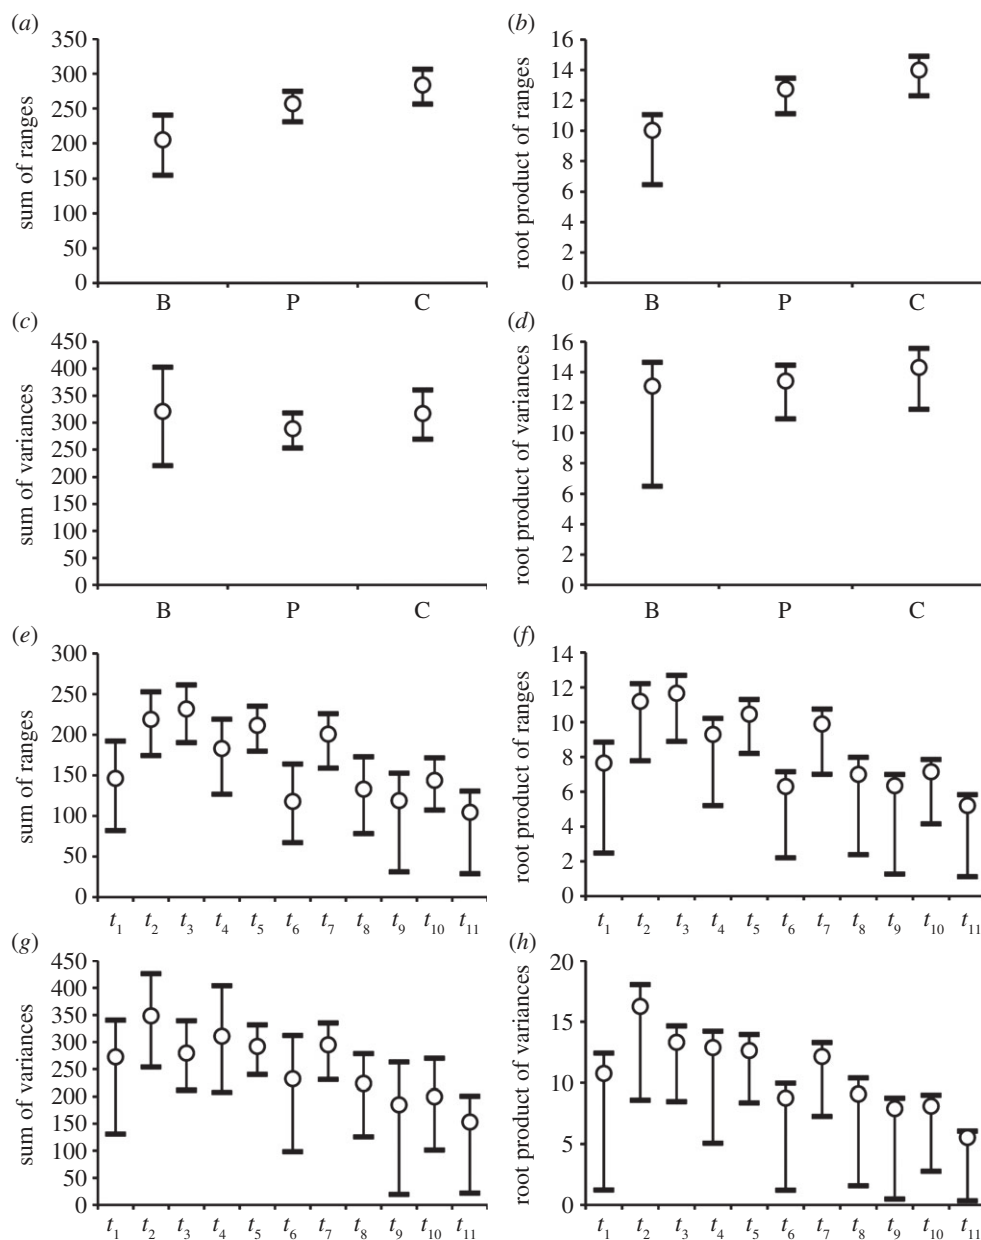 (a)
350
300
250
200
150
100
50
0
sum of ranges
B P C
(b)
16
14
12
10
8
6
4
2
0
root product of ranges
B P C
(c)
450
400
350
300
250
200
150
100
50
0
sum of variances
B P C
(d)
16
14
12
10
8
6
4
2
0
root product of variances
B P C
(e)
300
250
200
150
100
50
0
sum of ranges
t1 t2 t3 t4 t5 t6 t7 t8 t9 t10 t11
(f)
14
12
10
8
6
4
2
0
root product of ranges
t1 t2 t3 t4 t5 t6 t7 t8 t9 t10 t11
(g)
450
400
350
300
250
200
150
100
50
0
sum of variances
t1 t2 t3 t4 t5 t6 t7 t8 t9 t10 t11
(h)
20
15
10
5
0
root product of variances
t1 t2 t3 t4 t5 t6 t7 t8 t9 t10 t11